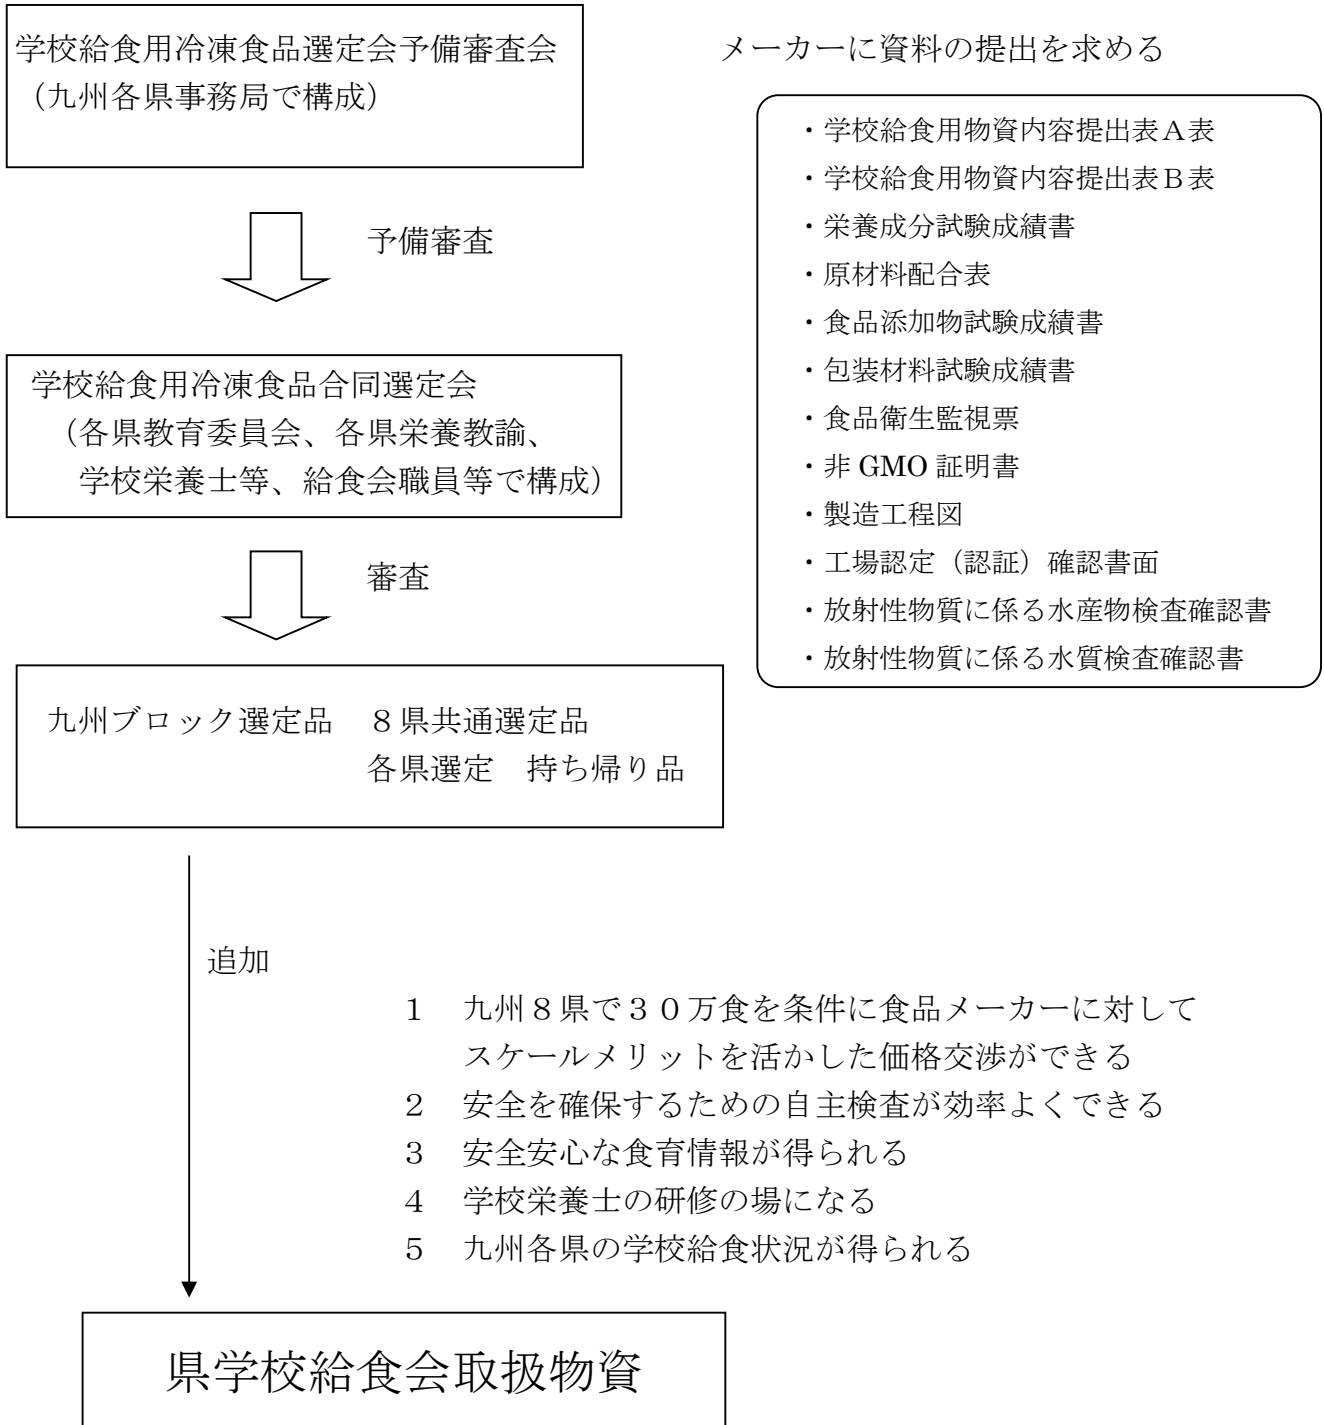 学校給食用冷凍食品選定会予備審査会
（九州各県事務局で構成）
メーカーに資料の提出を求める
・学校給食用物資内容提出表Ａ表
・学校給食用物資内容提出表Ｂ表
・栄養成分試験成績書
・原材料配合表
・食品添加物試験成績書
・包装材料試験成績書
・食品衛生監視票
・非 GMO 証明書
・製造工程図
・工場認定（認証）確認書面
・放射性物質に係る水産物検査確認書
・放射性物質に係る水質検査確認書
予備審査
学校給食用冷凍食品合同選定会
（各県教育委員会、各県栄養教諭、
学校栄養士等、給食会職員等で構成）
審査
九州ブロック選定品　８県共通選定品
各県選定　持ち帰り品
追加
１　九州８県で３０万食を条件に食品メーカーに対して
スケールメリットを活かした価格交渉ができる
２　安全を確保するための自主検査が効率よくできる
３　安全安心な食育情報が得られる
４　学校栄養士の研修の場になる
５　九州各県の学校給食状況が得られる
県学校給食会取扱物資